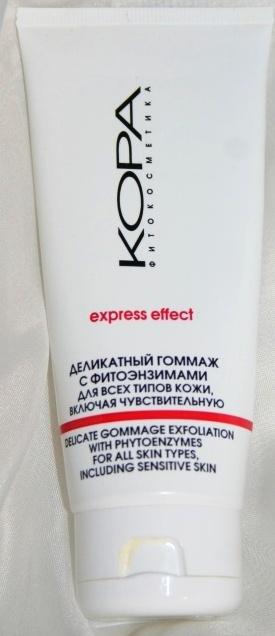 КОРА
ФИТОКОСМЕТИКА
express effect
ДЕЛИКАТНЫЙ ГОММАЖ
С ФИТОЭНЗИМАМИ
ДЛЯ ВСЕХ ТИПОВ КОЖИ,
ВКЛЮЧАЯ ЧУВСТВИТЕЛЬНУЮ
DELICATE GOMMAGE EXFOLIATION
WITH PHYTOENZYMES
FOR ALL SKIN TYPES,
INCLUDING SENSITIVE SKIN